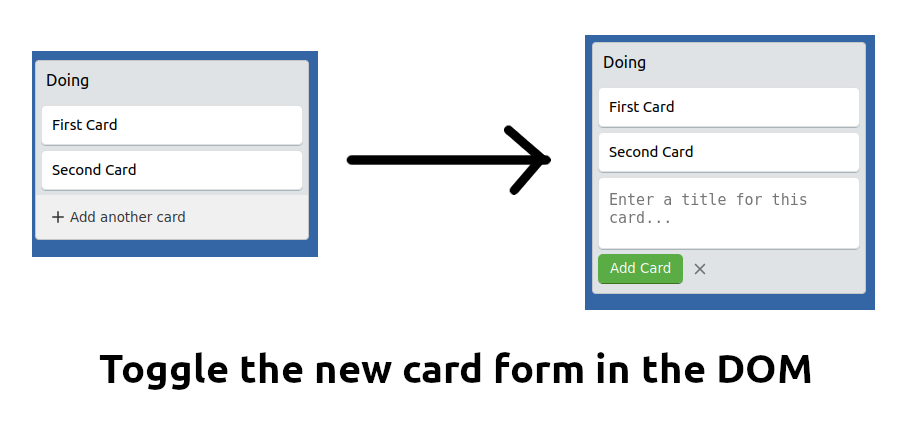 Doing
First Card
Second Card
+ Add another card
Doing
First Card
Second Card
Enter a title for this
card...
Add Card ×
Toggle the new card form in the DOM